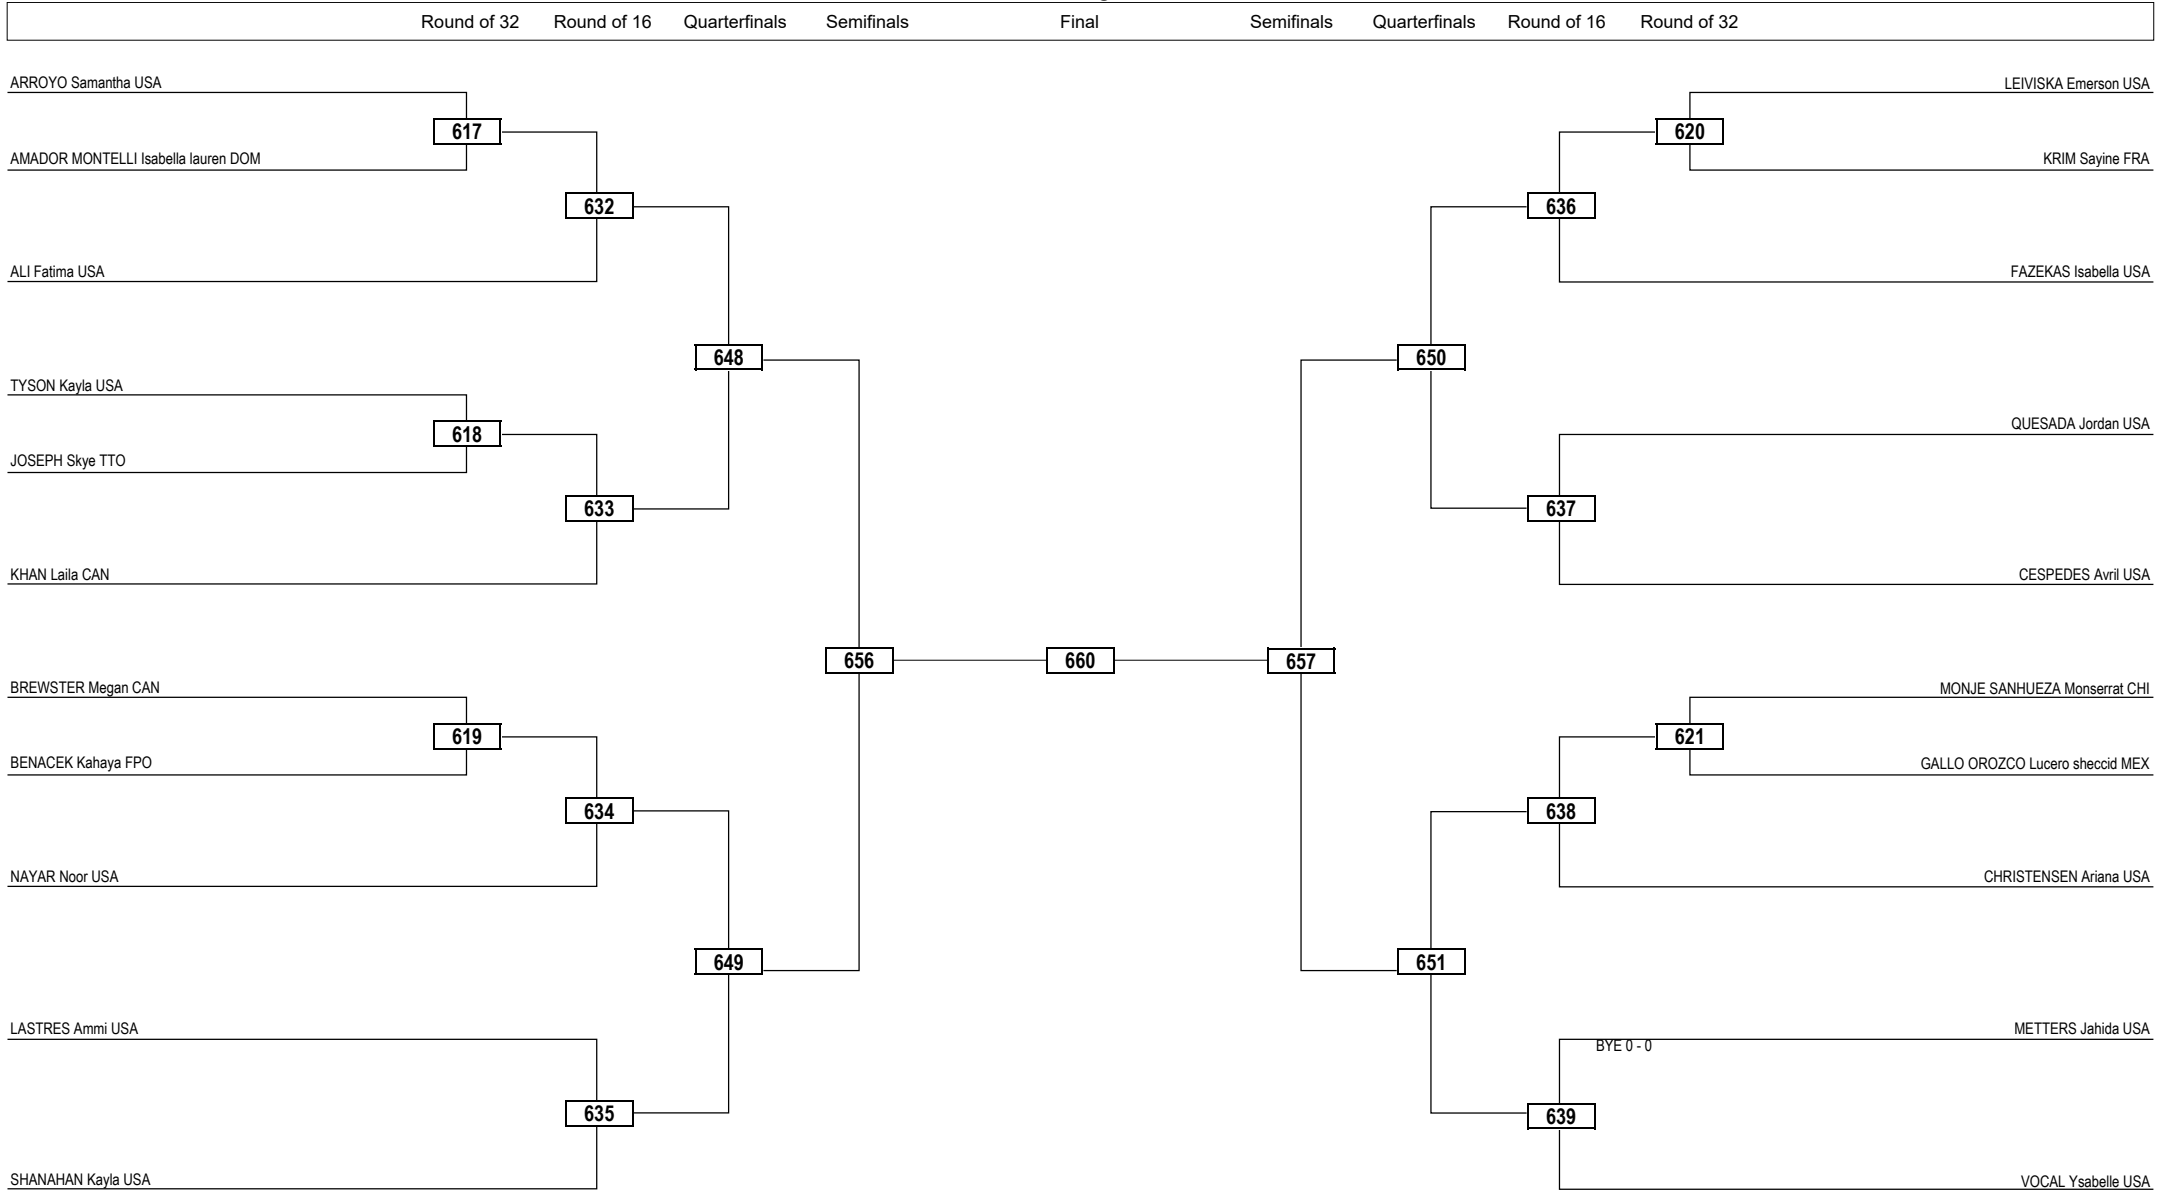 Round of 32 Round of 16 Quarterfinals Semifinals Final Semifinals Quarterfinals Round of 16 Round of 32
ARROYO Samantha USA
LEIVISKA Emerson USA
617
620
AMADOR MONTELLI Isabella lauren DOM
KRIM Sayine FRA
632
636
ALI Fatima USA
FAZEKAS Isabella USA
648
650
TYSON Kayla USA
QUESADA Jordan USA
618
JOSEPH Skye TTO
633
637
KHAN Laila CAN
CESPEDES Avril USA
656
660
657
BREWSTER Megan CAN
MONJE SANHUEZA Monserrat CHI
619
621
BENACEK Kahaya FPO
GALLO OROZCO Lucero sheccid MEX
634
638
NAYAR Noor USA
CHRISTENSEN Ariana USA
649
651
LASTRES Ammi USA
METTERS Jahida USA
BYE 0 - 0
635
639
SHANAHAN Kayla USA
VOCAL Ysabelle USA